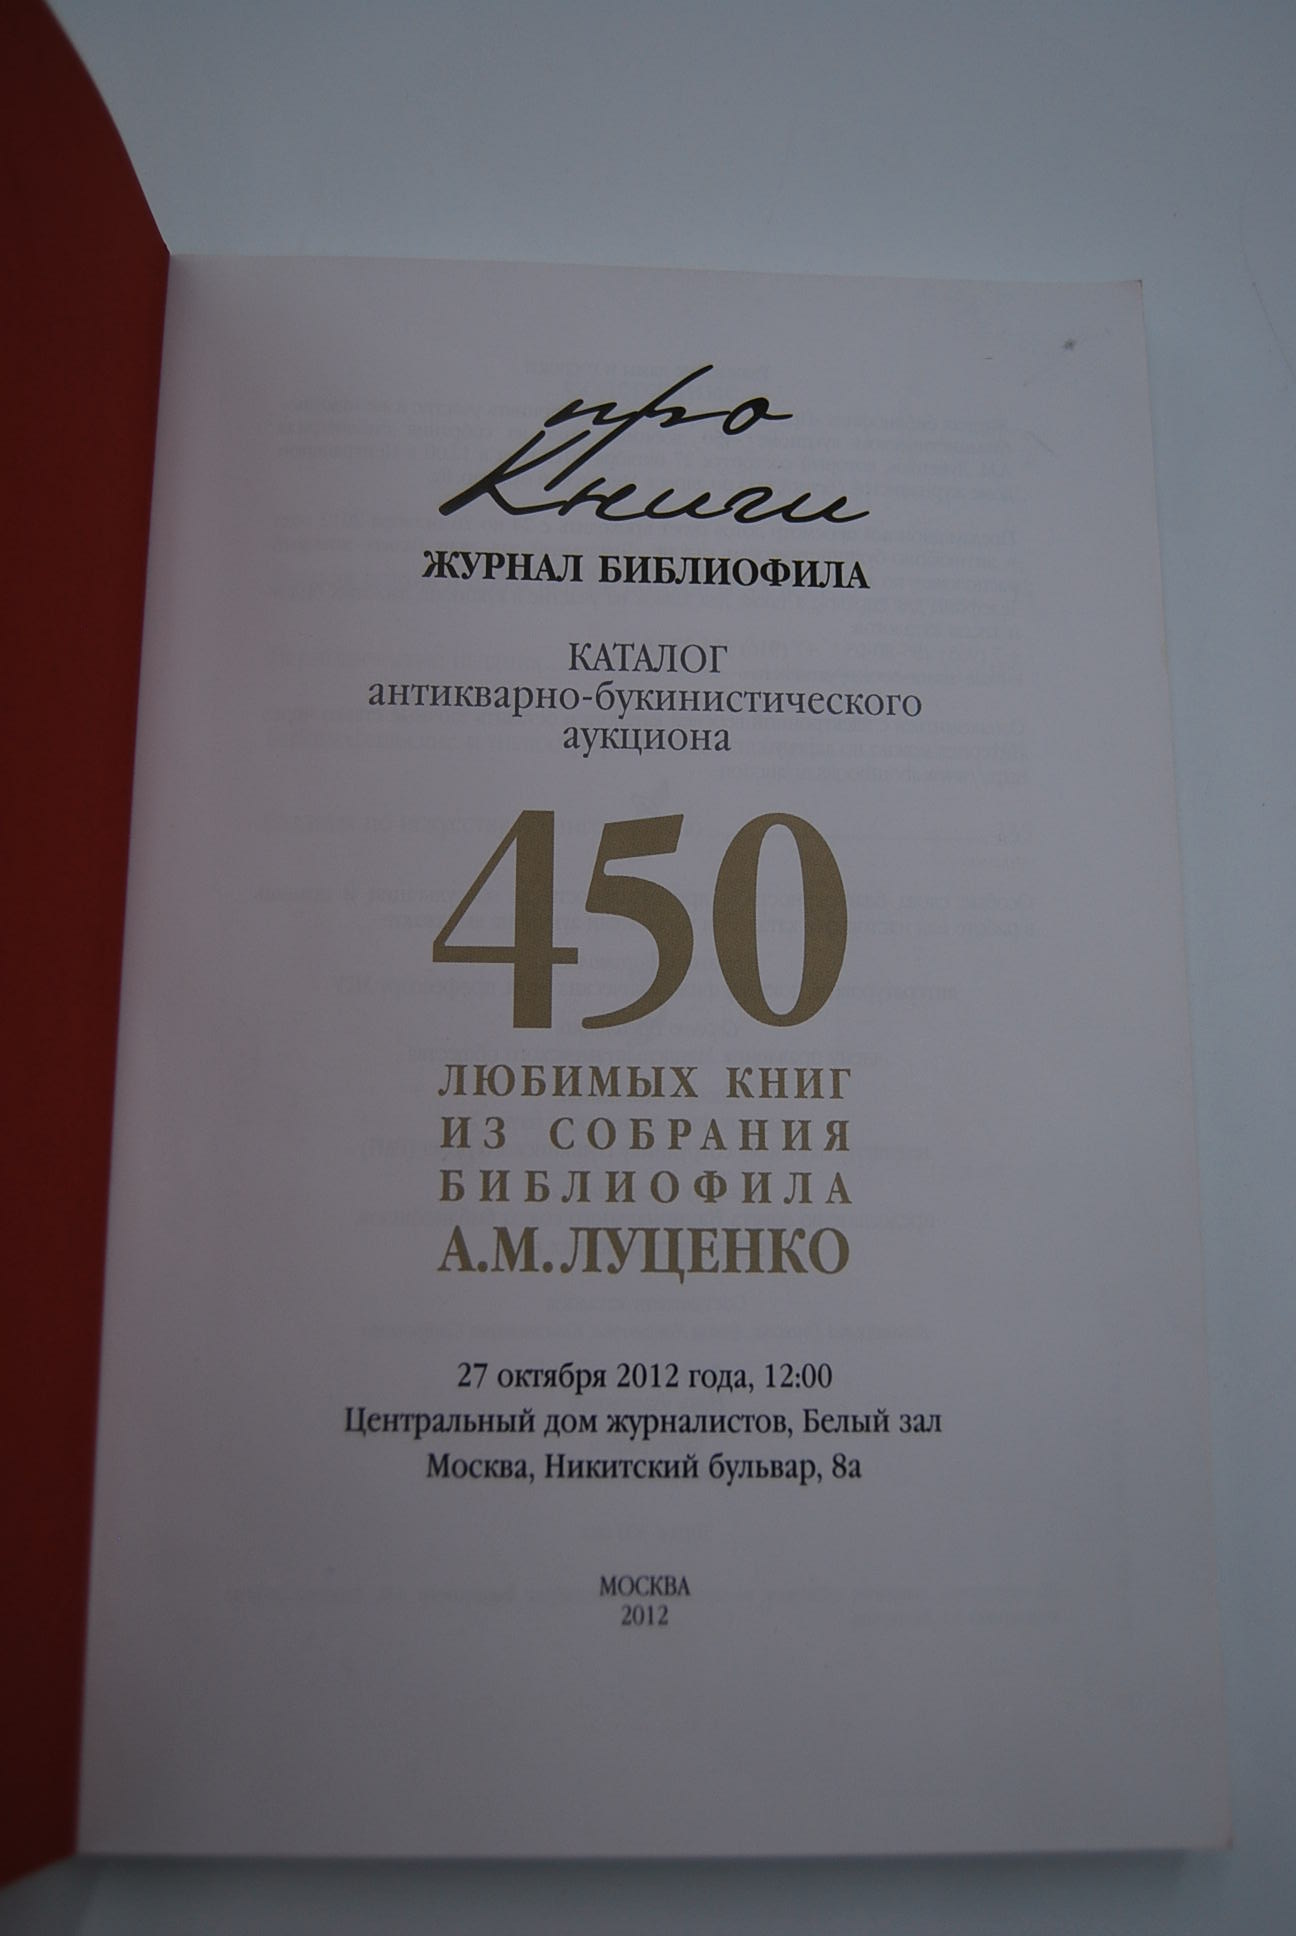 про
Книги
ЖУРНАЛ БИБЛИОФИЛА
КАТАЛОГ
антикварно-букинистического
аукциона
450
ЛЮБИМЫХ КНИГ
ИЗ СОБРАНИЯ
БИБЛИОФИЛА
А.М.ЛУЦЕНКО
27 октября 2012 года, 12:00
Центральный дом журналистов, Белый зал
Москва, Никитский бульвар, 8а
МОСКВА
2012